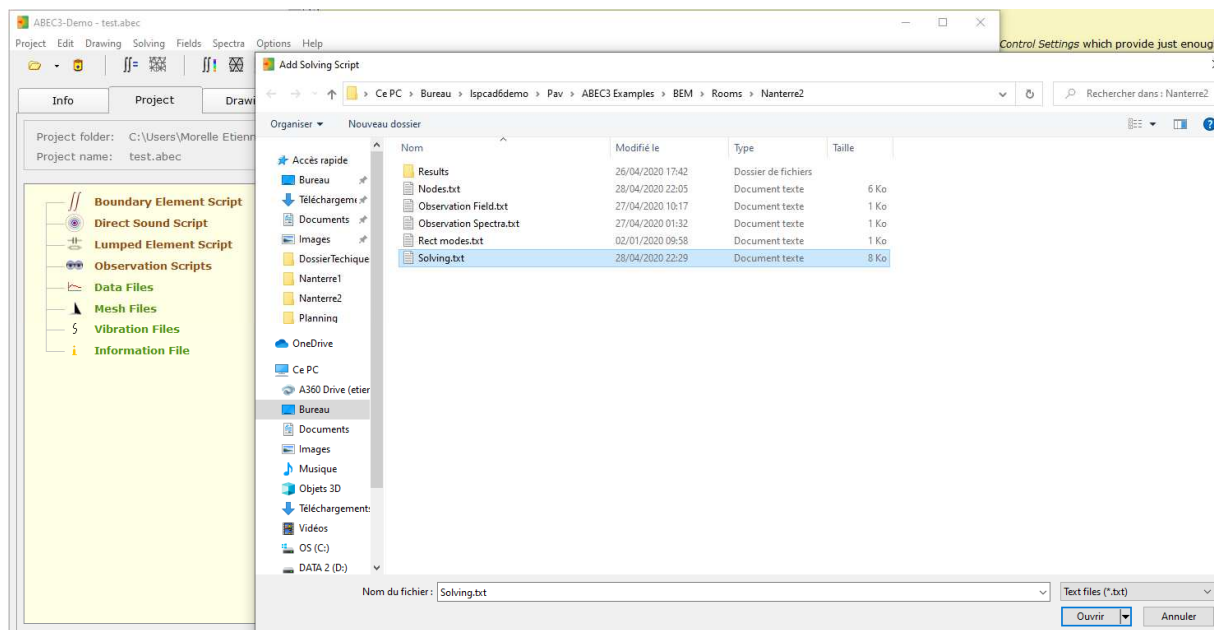 ABEC3-Demo - test.abec
Project Edit Drawing Solving Fields Spectra Options Help
Control Settings which provide just enoug
Info Project Drawi
Project folder: C:\Users\Morelle Etienn
Project name: test.abec
Boundary Element Script
Direct Sound Script
Lumped Element Script
Observation Scripts
Data Files
Mesh Files
Vibration Files
Information File
Add Solving Script
Ce PC › Bureau › lspcad6demo › Pav › ABEC3 Examples › BEM › Rooms › Nanterre2
Rechercher dans : Nanterre2
Organiser Nouveau dossier
Accès rapide
Bureau
Téléchargeme
Documents
Images
DossierTechique
Nanterre1
Nanterre2
Planning
OneDrive
Ce PC
A360 Drive (etier
Bureau
Documents
Images
Musique
Objets 3D
Téléchargements
Vidéos
OS (C:)
DATA 2 (D:)
Nom Modifié le Type Taille
Results 26/04/2020 17:42 Dossier de fichiers
Nodes.txt 28/04/2020 22:05 Document texte 6 Ko
Observation Field.txt 27/04/2020 10:17 Document texte 1 Ko
Observation Spectra.txt 27/04/2020 01:32 Document texte 1 Ko
Rect modes.txt 02/01/2020 09:58 Document texte 1 Ko
Solving.txt 28/04/2020 22:29 Document texte 8 Ko
Nom du fichier : Solving.txt Text files (*.txt)
Ouvrir Annuler